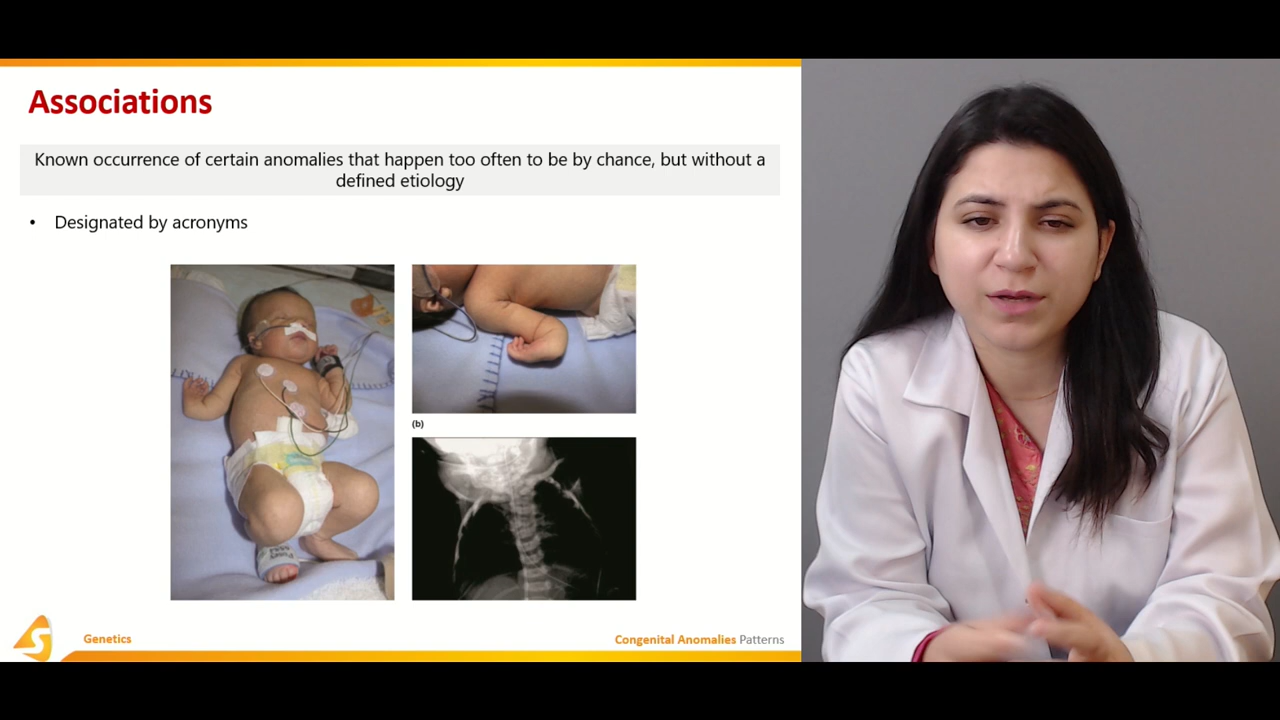 Associations
Known occurrence of certain anomalies that happen too often to be by chance, but without a
defined etiology
• Designated by acronyms
(b)
Genetics
Congenital Anomalies Patterns